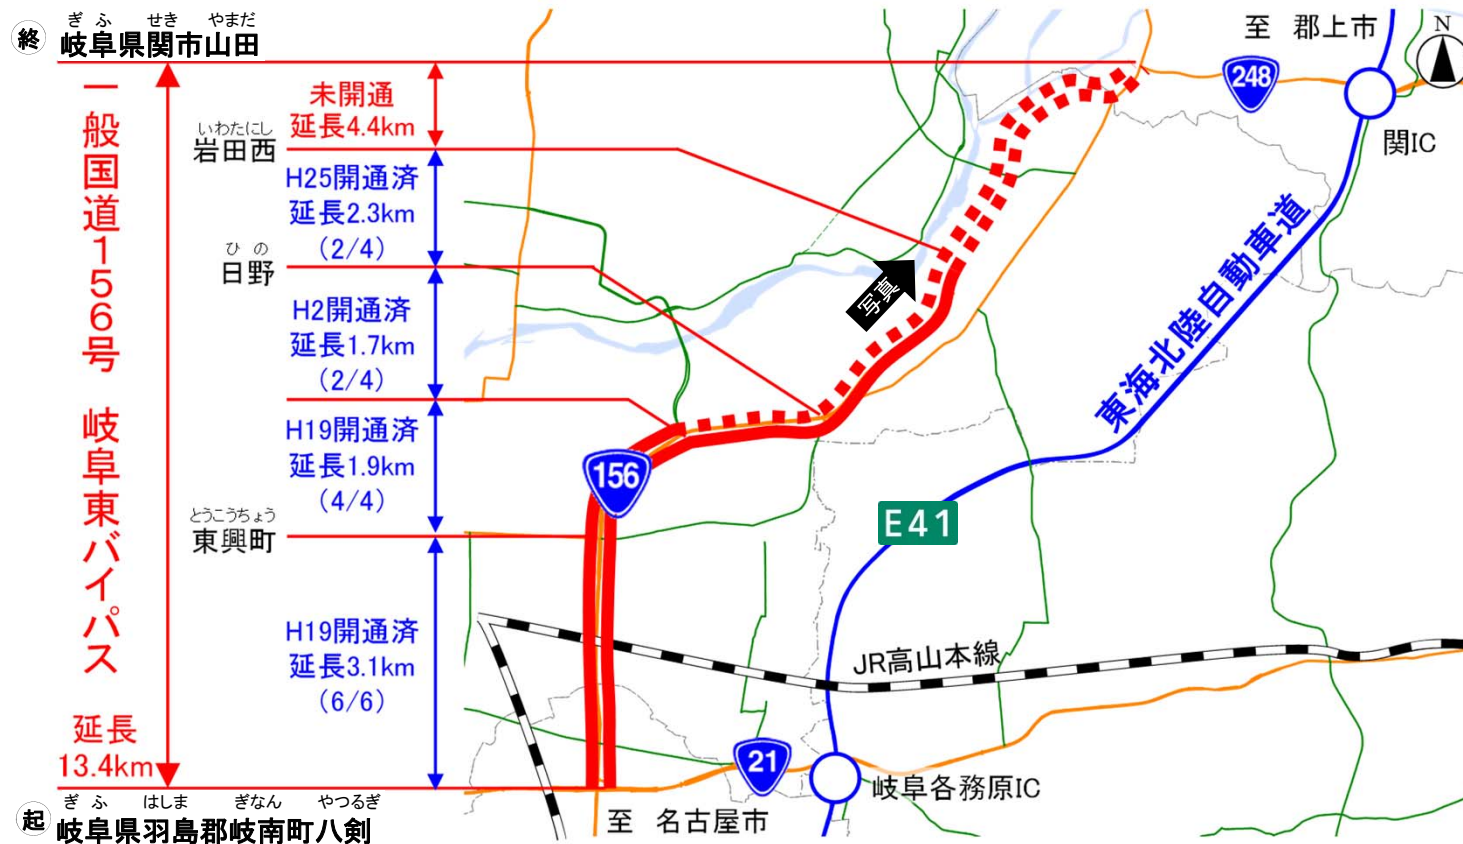 終
ぎふ せき やまだ
岐阜県関市山田
一般国道156号 岐阜東バイパス
延長
13.4km
未開通
延長4.4km
いわたにし
岩田西
H25開通済
延長2.3km
(2/4)
ひの
日野
H2開通済
延長1.7km
(2/4)
H19開通済
延長1.9km
(4/4)
とうこうちょう
東興町
H19開通済
延長3.1km
(6/6)
起
ぎふ はしま ぎなん やつるぎ
岐阜県羽島郡岐南町八剣
至 郡上市
N
248
関IC
東海北陸自動車道
写真
156
E41
JR高山本線
21
岐阜各務原IC
至 名古屋市